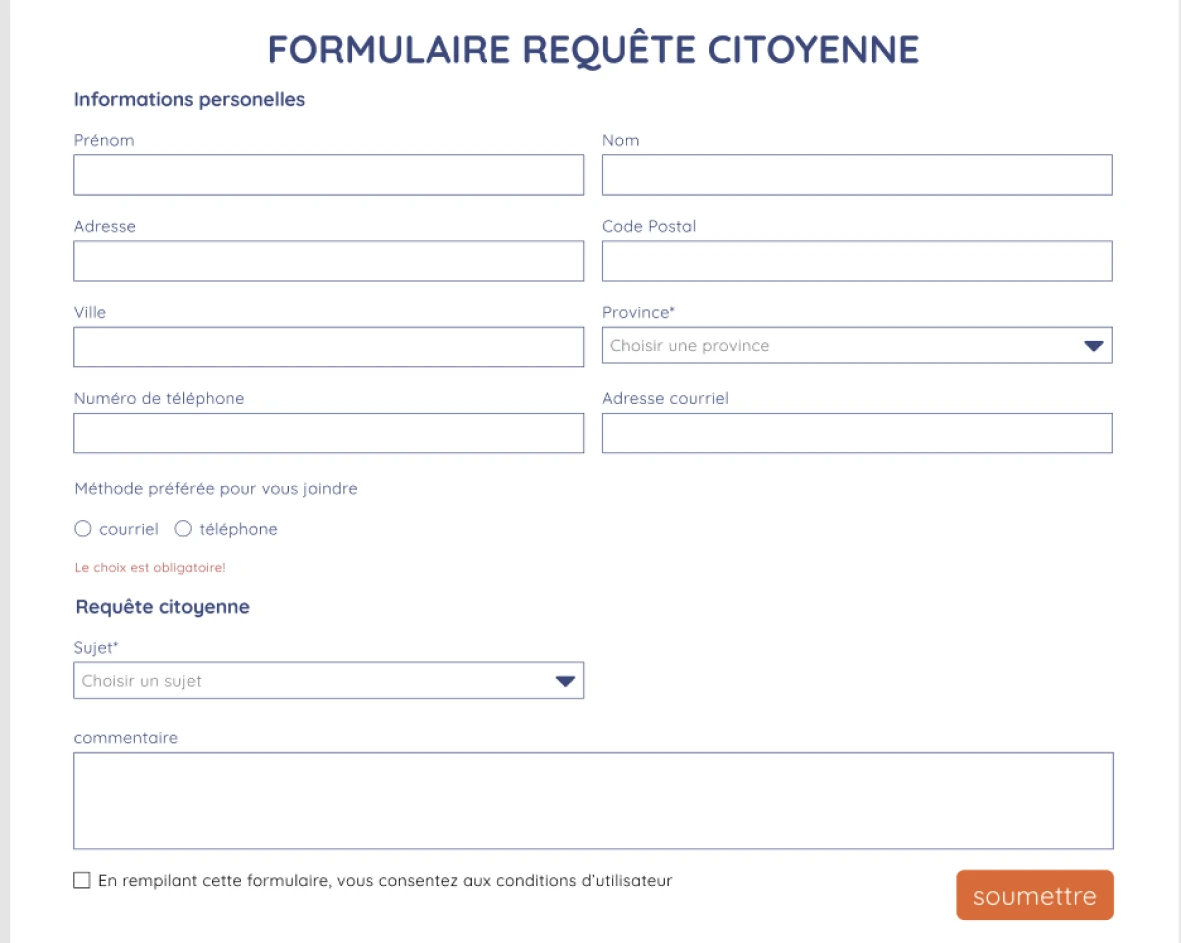 FORMULAIRE REQUÊTE CITOYENNE
Informations personelles
Prénom
Nom
Adresse
Code Postal
Ville
Province*
Choisir une province
Numéro de téléphone
Adresse courriel
Méthode préférée pour vous joindre
courriel téléphone
Le choix est obligatoire!
Requête citoyenne
Sujet*
Choisir un sujet
commentaire
En rempilant cette formulaire, vous consentez aux conditions d'utilisateur
soumettre